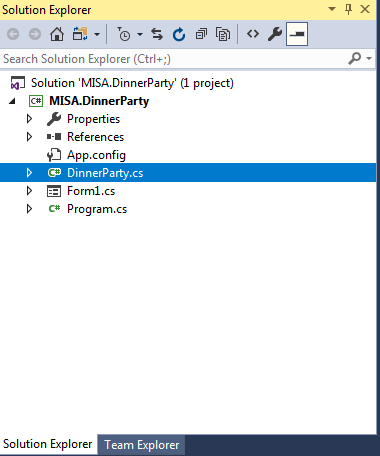 Solution Explorer
Search Solution Explorer (Ctrl+;)
Solution 'MISA.DinnerParty' (1 project)
C# MISA.DinnerParty
Properties
References
App.config
C# DinnerParty.cs
Form1.cs
C# Program.cs
Solution Explorer Team Explorer